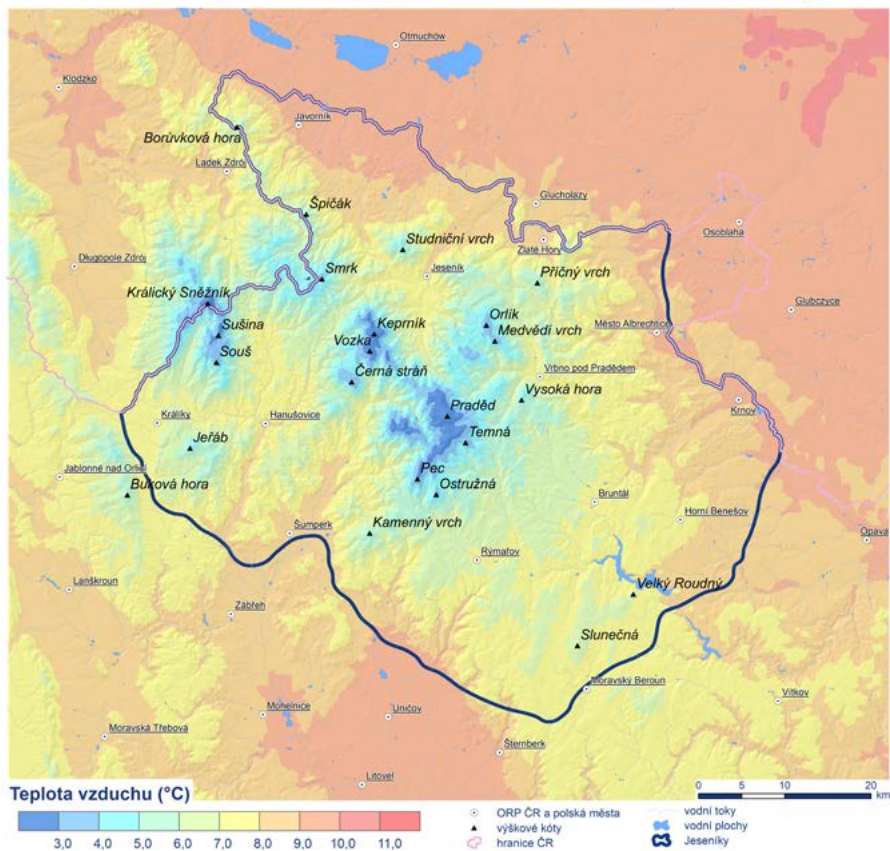 Otmuchów
Kłodzko
Javorník
Borůvková hora
Ladek Zdrój
Špičák
Glucholazy
Osoblaha
Studniční vrch
Zlaté Hory
Długopole Zdrój
Smrk
Jeseník
Příčný vrch
Králický Sněžník
Glubczyce
Orlík
Sušina
Keprník
Město Albrechtice
Medvědí vrch
Vozka
Souš
Černá stráň
Vrbno pod Pradědem
Vysoká hora
Krnov
Praděd
Králíky
Hanušovice
Temná
Jeřáb
Jablonné nad Orlicí
Pec
Buková hora
Ostružná
Bruntál
Horní Benešov
Kamenný vrch
Šumperk
Opava
Rýmařov
Lanškroun
Velký Roudný
Zábřeh
Slunečná
Moravský Beroun
Vítkov
Mohelnice
Uničov
Moravská Třebová
Šternberk
Litovel
Teplota vzduchu (°C)
3,0 4,0 5,0 6,0 7,0 8,0 9,0 10,0 11,0
ORP ČR a polská města
výškové kóty
hranice ČR
vodní toky
vodní plochy
Jeseníky
0 5 10 20
km